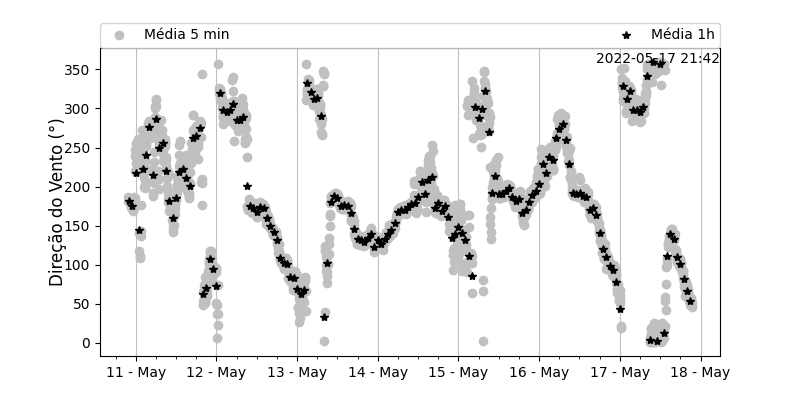 Média 5 min
Média 1h
2022-05-17 21:42
Direção do Vento (°)
350
300
250
200
150
100
50
0
11 - May
12 - May
13 - May
14 - May
15 - May
16 - May
17 - May
18 - May